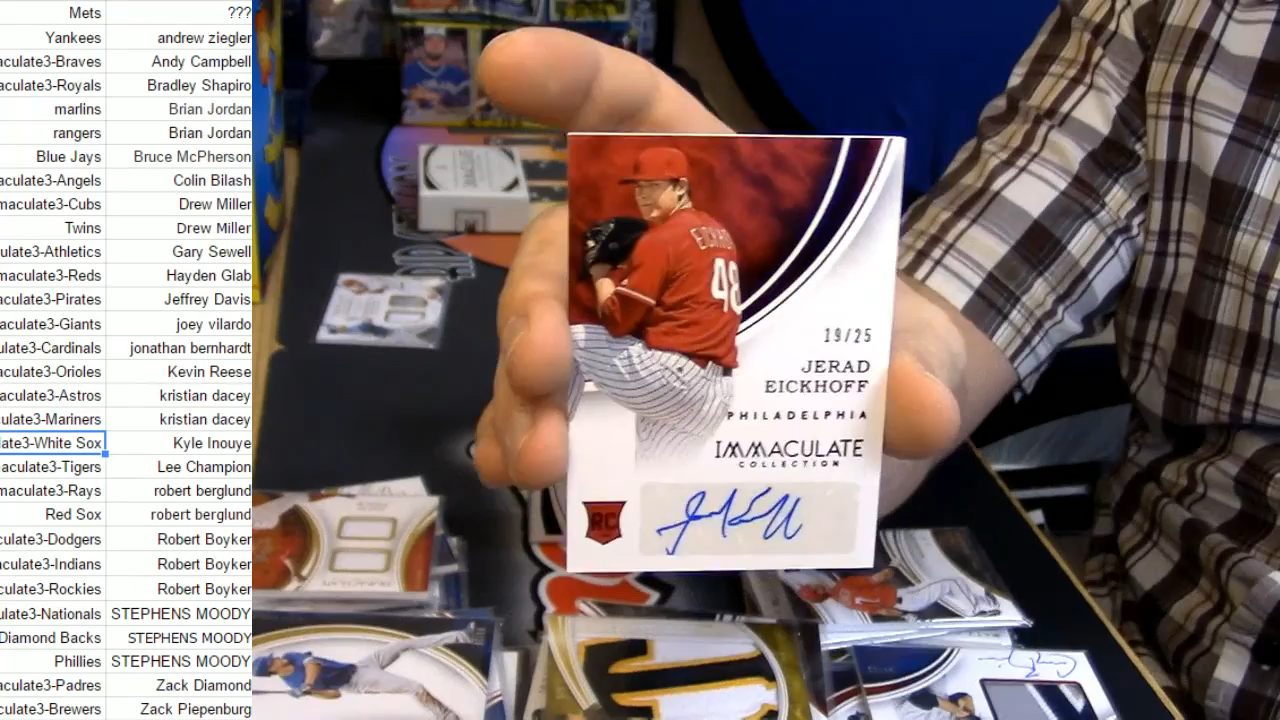 Mets ???
Yankees andrew ziegler
aculate3-Braves Andy Campbell
aculate3-Royals Bradley Shapiro
marlins Brian Jordan
rangers Brian Jordan
Blue Jays Bruce McPherson
aculate3-Angels Colin Bilash
maculate3-Cubs Drew Miller
Twins Drew Miller
ulate3-Athletics Gary Sewell
maculate3-Reds Hayden Glab
aculate3-Pirates Jeffrey Davis
aculate3-Giants joey vilardo
ulate3-Cardinals jonathan bernhardt
culate3-Orioles Kevin Reese
aculate3-Astros kristian dacey
culate3-Mariners kristian dacey
late3-White Sox Kyle Inouye
aculate3-Tigers Lee Champion
maculate3-Rays robert berglund
Red Sox robert berglund
culate3-Dodgers Robert Boyker
aculate3-Indians Robert Boyker
culate3-Rockies Robert Boyker
ulate3-Nationals STEPHENS MOODY
Diamond Backs STEPHENS MOODY
Phillies STEPHENS MOODY
aculate3-Padres Zack Diamond
culate3-Brewers Zack Piepenburg
48
19/25
JERAD
EICKHOFF
PHILADELPHIA
IMMACULATE
COLLECTION
RC